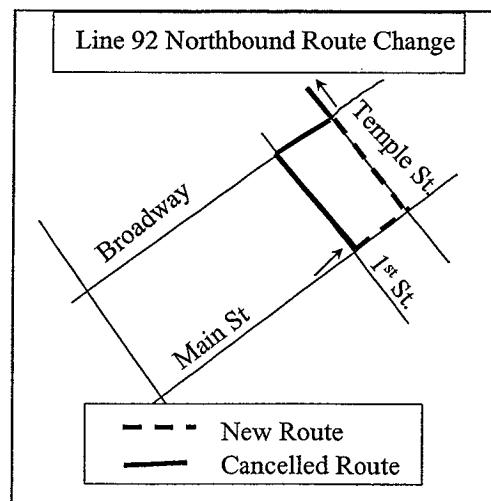 Line 92 Northbound Route Change
Temple St.
Broadway
1st St.
Main St
New Route
Cancelled Route